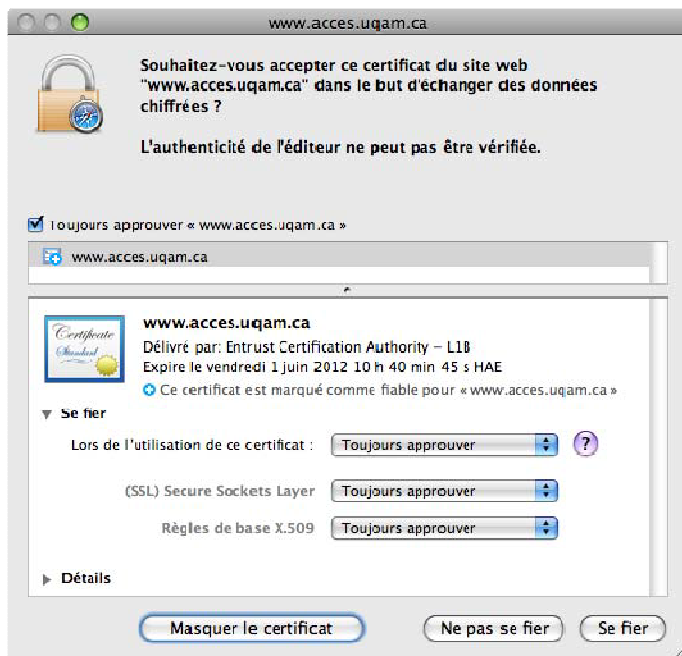 www.acces.uqam.ca
Souhaitez-vous accepter ce certificat du site web
"www.acces.uqam.ca" dans le but d'échanger des données
chiffrées ?
L'authenticité de l'éditeur ne peut pas être vérifiée.
Toujours approuver « www.acces.uqam.ca »
www.acces.uqam.ca
Certificate
Standard
www.acces.uqam.ca
Délivré par: Entrust Certification Authority – L1B
Expire le vendredi 1 juin 2012 10 h 40 min 45 s HAE
Ce certificat est marqué comme fiable pour « www.acces.uqam.ca »
Se fier
Lors de l'utilisation de ce certificat : Toujours approuver ?
(SSL) Secure Sockets Layer Toujours approuver
Règles de base X.509 Toujours approuver
Détails
Masquer le certificat Ne pas se fier Se fier